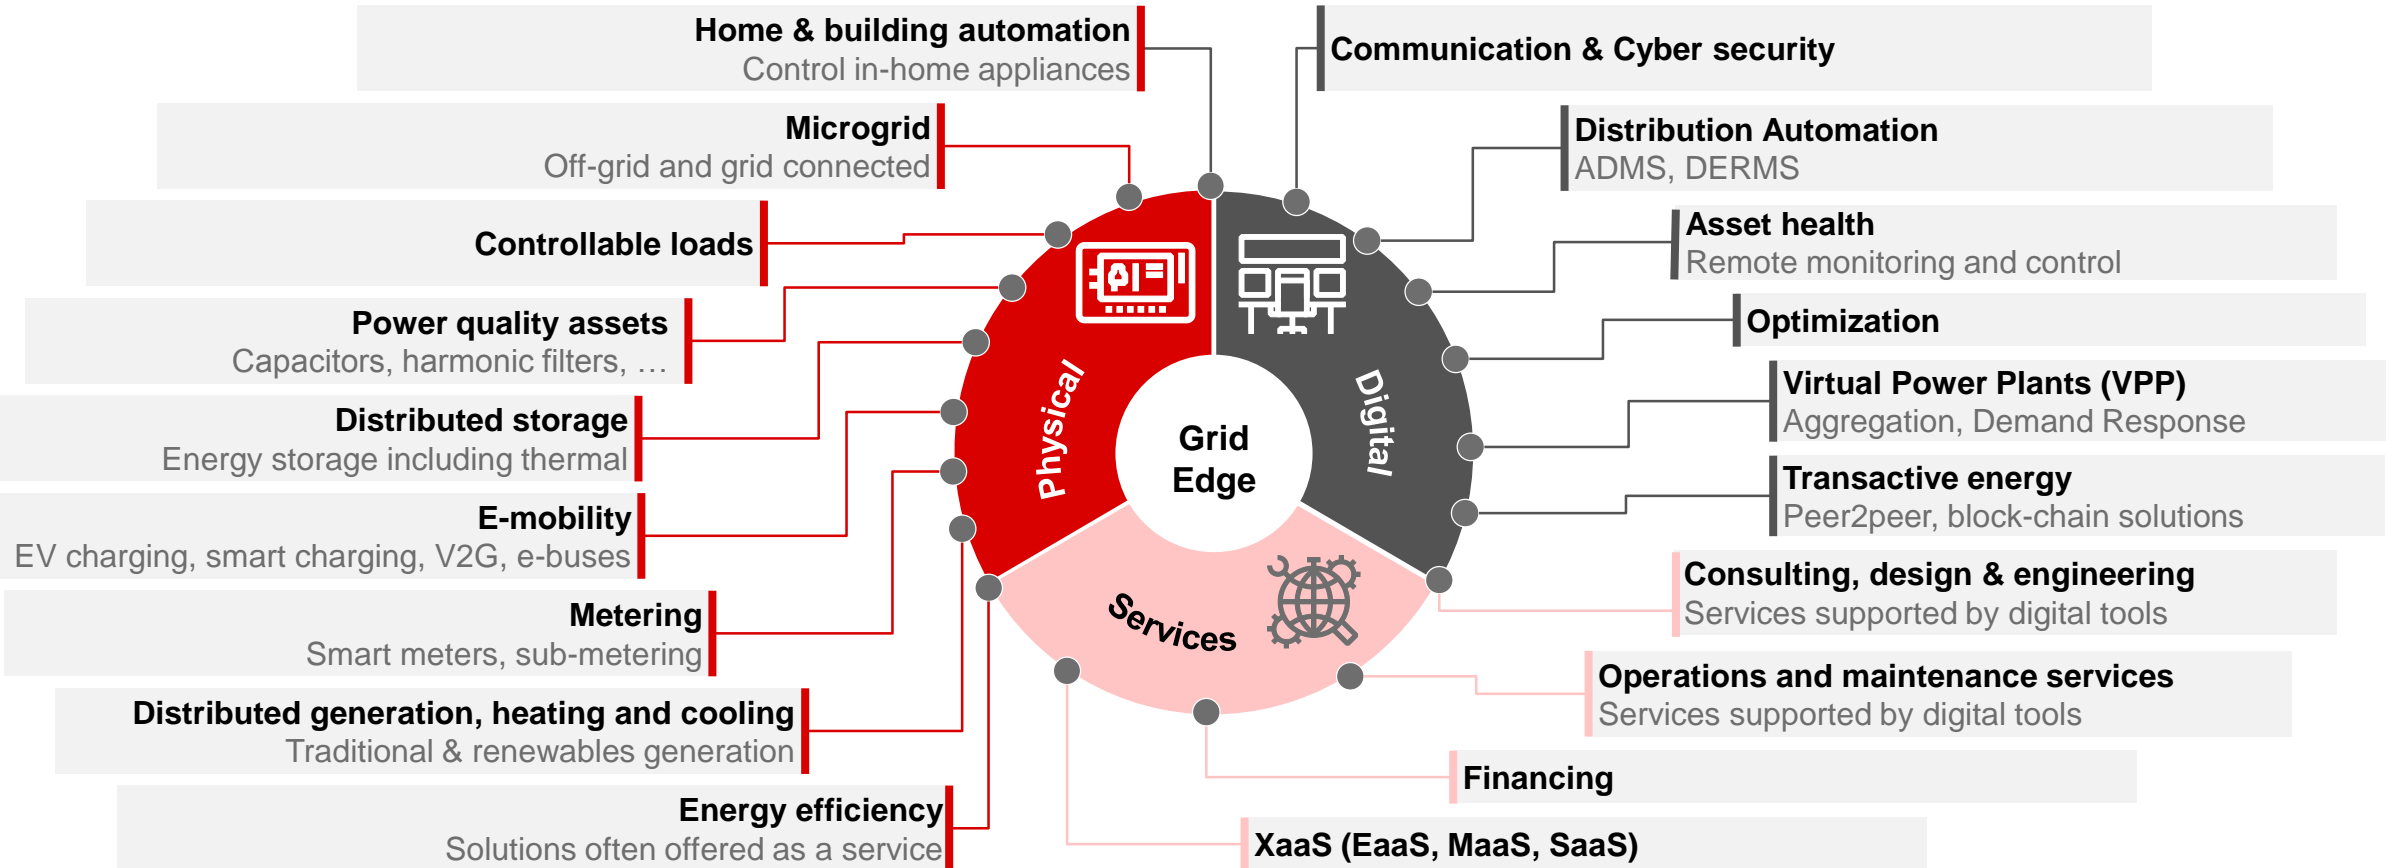 Home & building automation
Control in-home appliances
Microgrid
Off-grid and grid connected
Controllable loads
Power quality assets
Capacitors, harmonic filters, …
Distributed storage
Energy storage including thermal
E-mobility
EV charging, smart charging, V2G, e-buses
Metering
Smart meters, sub-metering
Distributed generation, heating and cooling
Traditional & renewables generation
Energy efficiency
Solutions often offered as a service
Physical
Grid
Edge
Digital
Services
Communication & Cyber security
Distribution Automation
ADMS, DERMS
Asset health
Remote monitoring and control
Optimization
Virtual Power Plants (VPP)
Aggregation, Demand Response
Transactive energy
Peer2peer, block-chain solutions
Consulting, design & engineering
Services supported by digital tools
Operations and maintenance services
Services supported by digital tools
Financing
XaaS (EaaS, MaaS, SaaS)